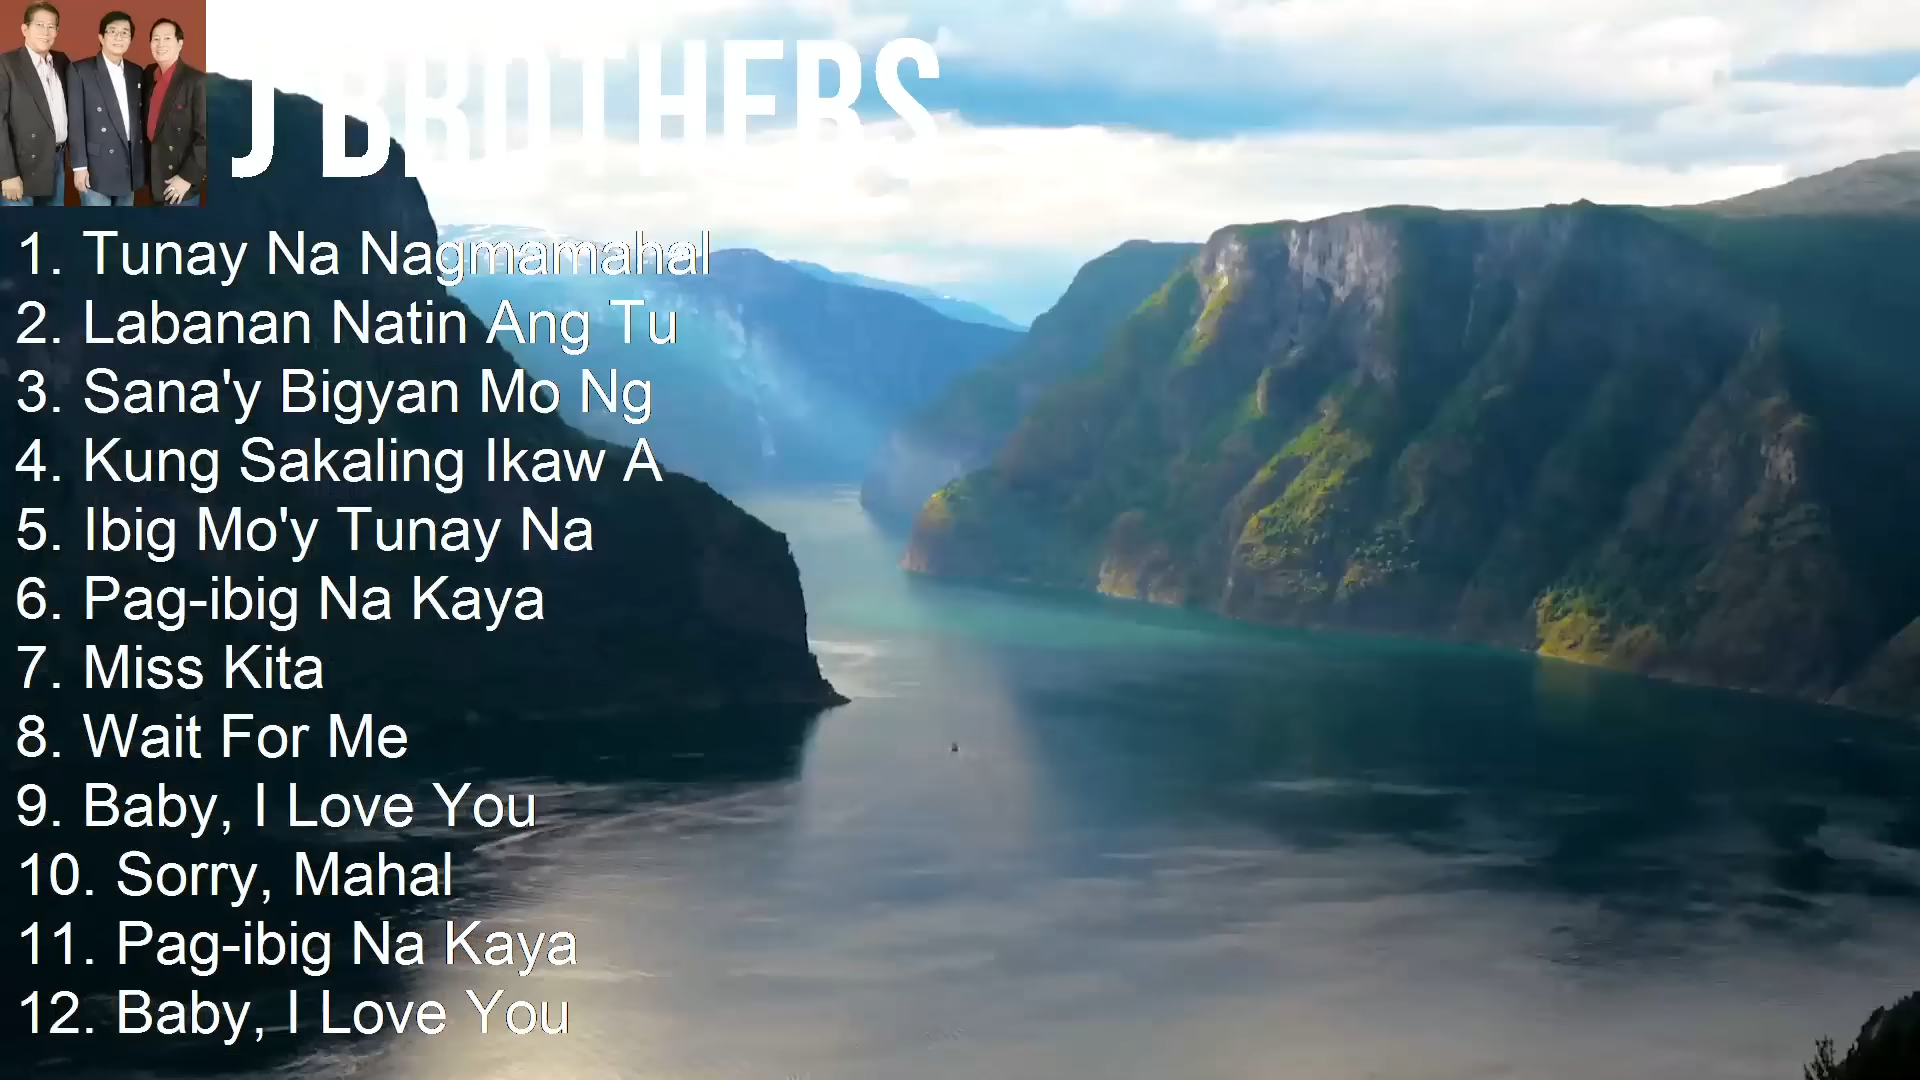 J BROTHERS
1. Tunay Na Nagmamahal
2. Labanan Natin Ang Tu
3. Sana'y Bigyan Mo Ng
4. Kung Sakaling Ikaw A
5. Ibig Mo'y Tunay Na
6. Pag-ibig Na Kaya
7. Miss Kita
8. Wait For Me
9. Baby, I Love You
10. Sorry, Mahal
11. Pag-ibig Na Kaya
12. Baby, I Love You